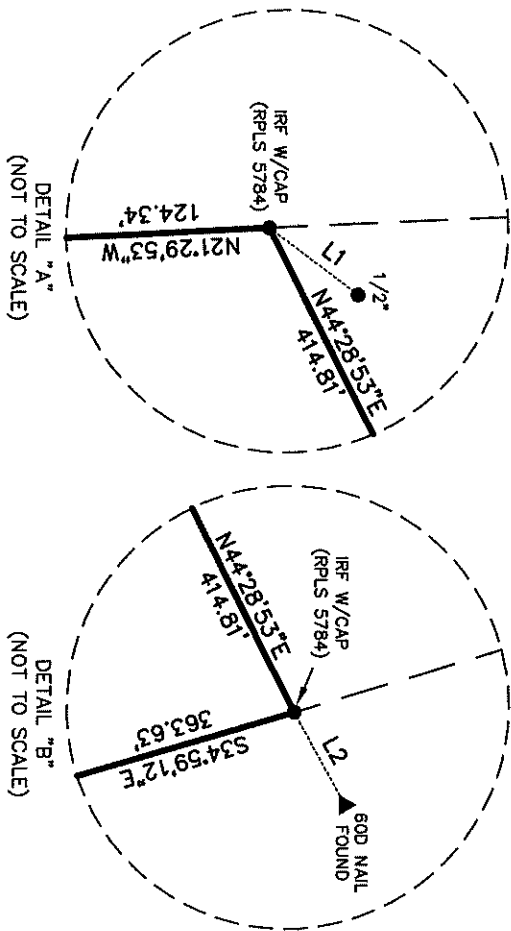 IRF W/CAP
(RPLS 5784)
L1
1/2"
N44°28'53"E
414.81'
N21°29'53"W
124.34'
DETAIL "A"
(NOT TO SCALE)
IRF W/CAP
(RPLS 5784)
N44°28'53"E
414.81'
L2
60D NAIL
FOUND
S34°59'12"E
363.63'
DETAIL "B"
(NOT TO SCALE)